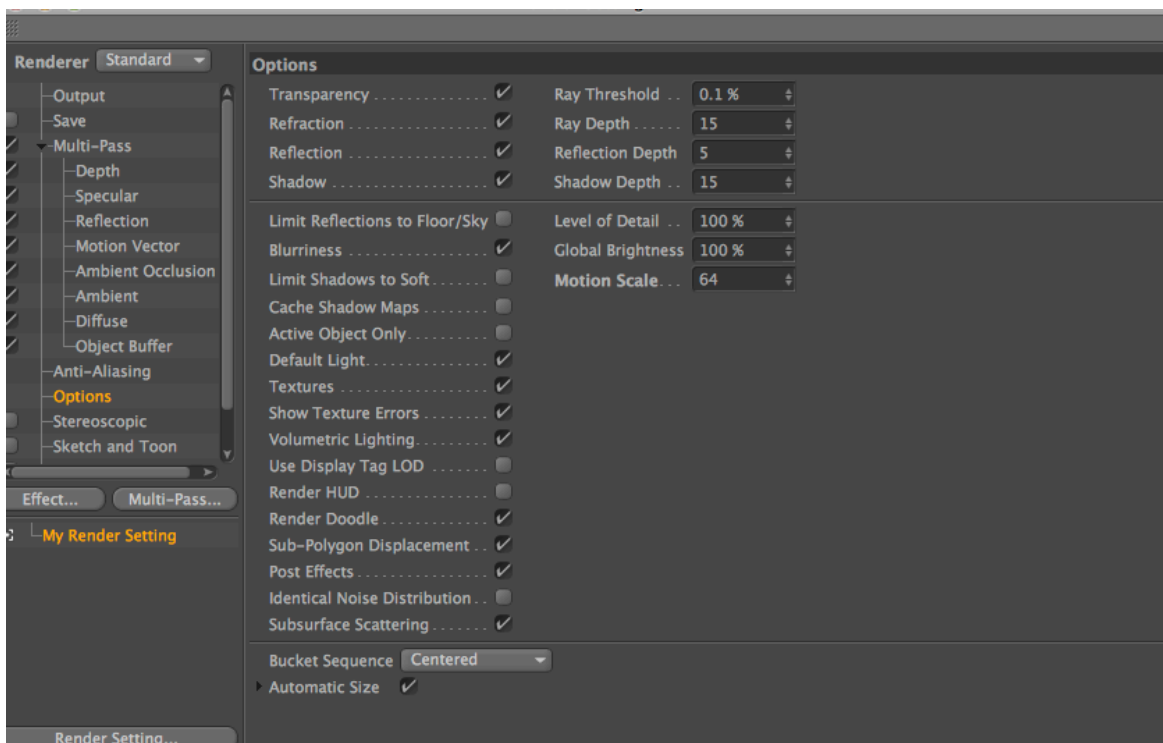 Renderer Standard
Output
Save
Multi-Pass
Depth
Specular
Reflection
Motion Vector
Ambient Occlusion
Ambient
Diffuse
Object Buffer
Anti-Aliasing
Options
Stereoscopic
Sketch and Toon
Effect... Multi-Pass...
My Render Setting
Render Setting...
Options
Transparency Ray Threshold 0.1 %
Refraction Ray Depth 15
Reflection Reflection Depth 5
Shadow Shadow Depth 15
Limit Reflections to Floor/Sky Level of Detail 100 %
Blurriness Global Brightness 100 %
Limit Shadows to Soft Motion Scale 64
Cache Shadow Maps
Active Object Only
Default Light
Textures
Show Texture Errors
Volumetric Lighting
Use Display Tag LOD
Render HUD
Render Doodle
Sub-Polygon Displacement
Post Effects
Identical Noise Distribution
Subsurface Scattering
Bucket Sequence Centered
Automatic Size